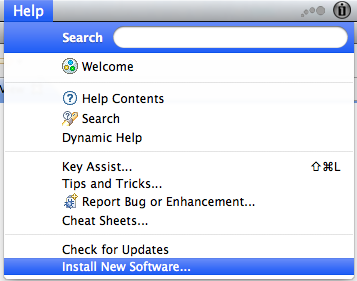 Help
Search
Welcome
Help Contents
Search
Dynamic Help
Key Assist... ⇧⌘L
Tips and Tricks...
Report Bug or Enhancement...
Cheat Sheets...
Check for Updates
Install New Software...